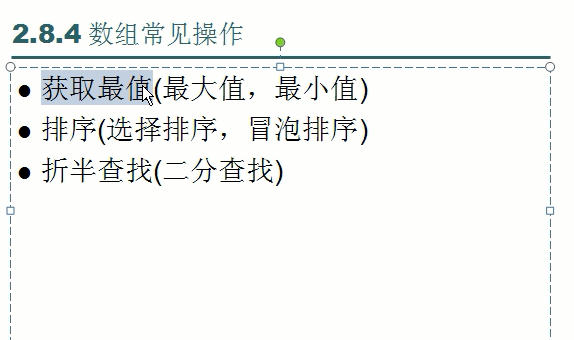 2.8.4 数组常见操作
● 获取最值(最大值，最小值)
● 排序(选择排序，冒泡排序)
● 折半查找(二分查找)